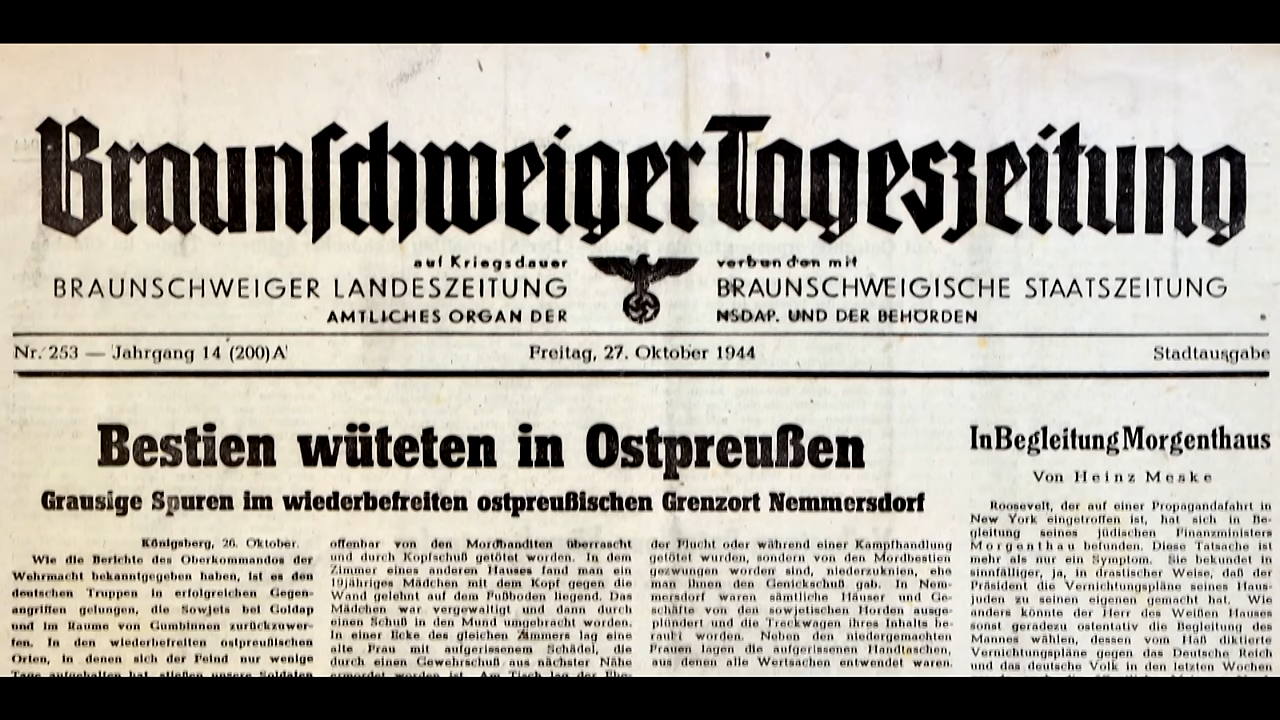 Braunschweiger Tageszeitung
auf Kriegsdauer verbunden mit
BRAUNSCHWEIGER LANDESZEITUNG BRAUNSCHWEIGISCHE STAATSZEITUNG
AMTLICHES ORGAN DER NSDAP. UND DER BEHÖRDEN
Nr. 253 — Jahrgang 14 (200) A Freitag, 27. Oktober 1944 Stadtausgabe
Bestien wüteten in Ostpreußen
Grausige Spuren im wiederbefreiten ostpreußischen Grenzort Nemmersdorf
Königsberg, 26. Oktober.
Wie die Berichte des Oberkommandos der
Wehrmacht bekanntgegeben haben, ist es den
deutschen Truppen in erfolgreichen Gegen-
angriffen gelungen, die Sowjets bei Goldap
und im Raume von Gumbinnen zurückzuwer-
fen. In den wiederbefreiten ostpreußischen
Orten, in denen sich der Feind nur wenige
Tage aufgehalten hat, stießen unsere Soldaten
offenbar von den Mordbanditen überrascht
und durch Kopfschuß getötet worden. In dem
Zimmer eines anderen Hauses fand man ein
19jähriges Mädchen mit dem Kopf gegen die
Wand gelehnt auf dem Fußboden liegend. Das
Mädchen war vergewaltigt und dann durch
einen Schuß in den Mund umgebracht worden.
In einer Ecke des gleichen Zimmers lag eine
alte Frau mit aufgerissenem Schädel, die
durch einen Gewehrschuß aus nächster Nähe
ermordet worden ist. Am Tisch lag der
der Flucht oder während einer Kampfhandlung
getötet wurden, sondern von den Mordbestien
gezwungen worden sind, niederzuknien, ehe
man ihnen den Genickschuß gab. In Nem-
mersdorf waren sämtliche Häuser und Ge-
schäfte von den sowjetischen Horden ausge-
plündert und die Treckwagen ihres Inhalts be-
raubt worden. Neben den niedergemachten
Frauen lagen die aufgerissenen Handtaschen,
aus denen alle Wertsachen entwendet waren.
In Begleitung Morgenthaus
Von Heinz Meske
Roosevelt, der auf einer Propagandafahrt in
New York eingetroffen ist, hat sich in Be-
gleitung seines jüdischen Finanzministers
Morgenthau befunden. Diese Tatsache ist
mehr als nur ein Symptom. Sie bekundet in
sinnfälliger, ja, in drastischer Weise, daß der
Präsident die Vernichtungspläne seines Haus-
juden zu seinen eigenen gemacht hat. Wie
anders könnte der Herr des Weißen Hauses
sonst geradezu ostentativ die Begleitung des
Mannes wählen, dessen vom Haß diktierte
Vernichtungspläne gegen das Deutsche Reich
und das deutsche Volk in den letzten Wochen